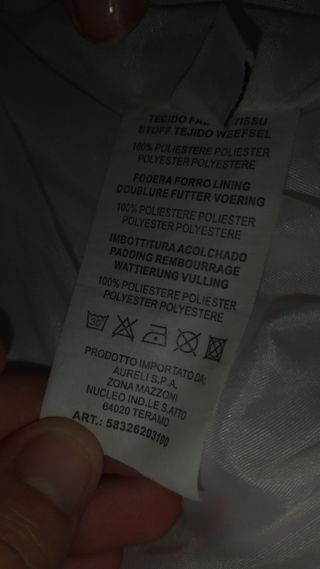 TECIDO TISSU
STOFF TEJIDO WEEFSEL
100% POLIESTERE POLIESTER
POLYESTER POLYESTERE
FODERA FORRO LINING
DOUBLURE FUTTER VOERING
100% POLIESTERE POLIESTER
POLYESTER POLYESTERE
IMBOTTITURA ACOLCHADO
PADDING REMBOURRAGE
WATTIERUNG VULLING
100% POLIESTERE POLIESTER
POLYESTER POLYESTERE
30°
PRODOTTO IMPORTATO DA:
AURELI S.P.A.
ZONA MAZZONI
NUCLEO IND.LE S.ATTO
64020 TERAMO
ART.: 58326203100